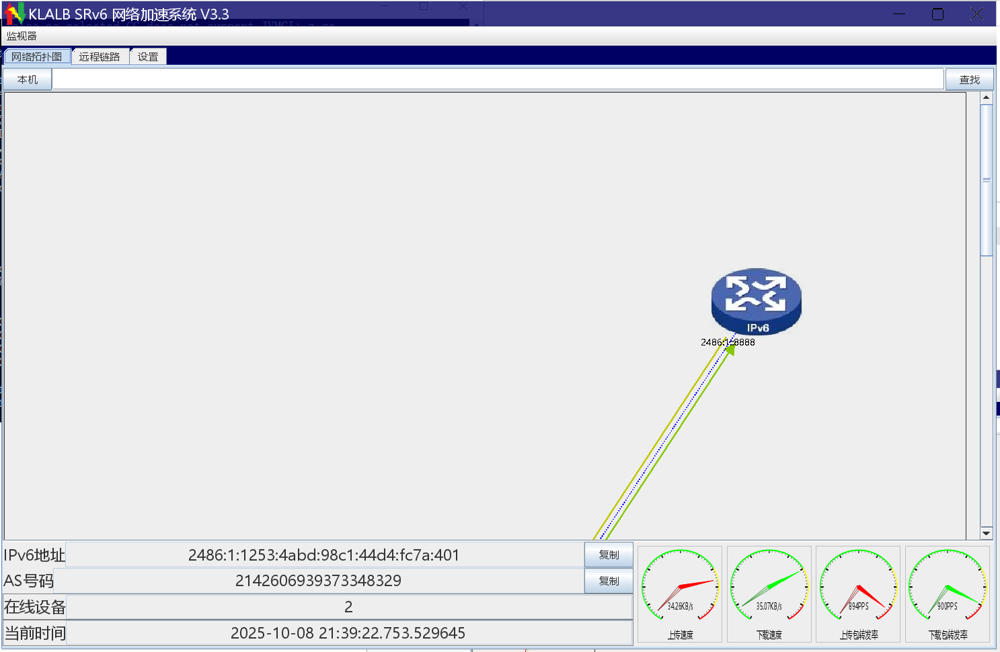 KLALB SRv6 网络加速系统 V3.3
监视器
网络拓扑图 远程链路 设置
本机 查找
IPv6
2486:1::8888
IPv6地址 2486:1:1253:4abd:98c1:44d4:fc7a:401 复制
AS号码 2142606939373348329 复制
在线设备 2
当前时间 2025-10-08 21:39:22.753.529645
34.26KB/s 35.07KB/s 894PPS 900PPS
上传速度 下载速度 上传包转发率 下载包转发率